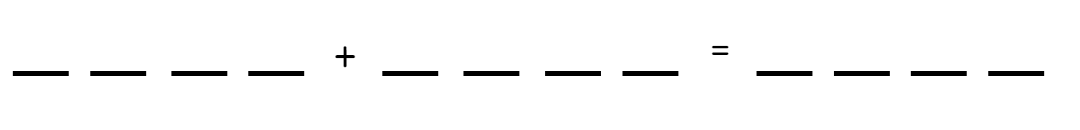 _ _ _ _ + _ _ _ _ = _ _ _ _